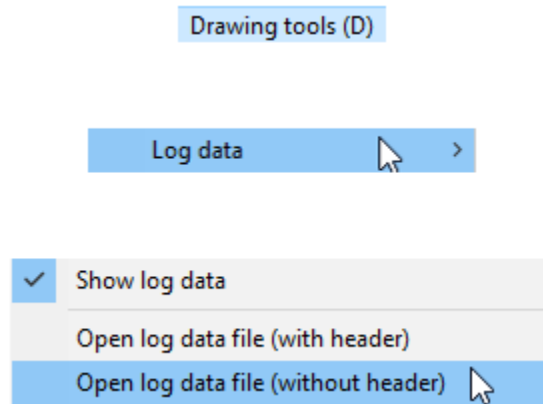 Drawing tools (D)
Log data
Show log data
Open log data file (with header)
Open log data file (without header)